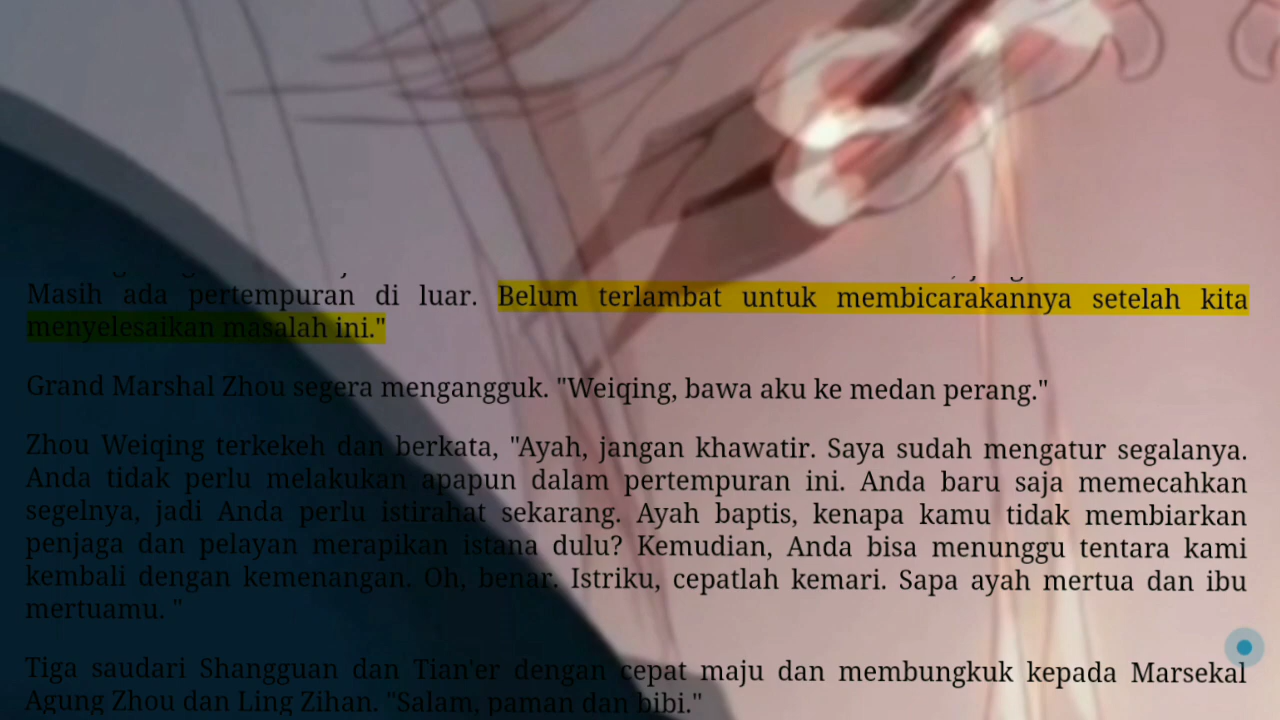 Masih ada pertempuran di luar. Belum terlambat untuk membicarakannya setelah kita
menyelesaikan masalah ini."
Grand Marshal Zhou segera mengangguk. "Weiqing, bawa aku ke medan perang."
Zhou Weiqing terkekeh dan berkata, "Ayah, jangan khawatir. Saya sudah mengatur segalanya.
Anda tidak perlu melakukan apapun dalam pertempuran ini. Anda baru saja memecahkan
segelnya, jadi Anda perlu istirahat sekarang. Ayah baptis, kenapa kamu tidak membiarkan
penjaga dan pelayan merapikan istana dulu? Kemudian, Anda bisa menunggu tentara kami
kembali dengan kemenangan. Oh, benar. Istriku, cepatlah kemari. Sapa ayah mertua dan ibu
mertuamu. "
Tiga saudari Shangguan dan Tian'er dengan cepat maju dan membungkuk kepada Marsekal
Agung Zhou dan Ling Zihan. "Salam, paman dan bibi."